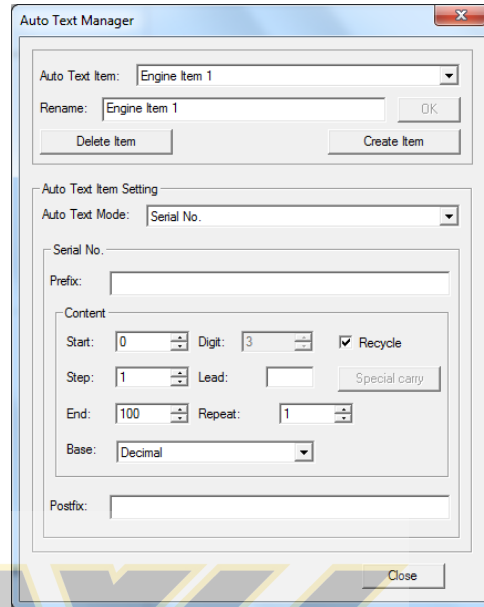 Auto Text Manager
Auto Text Item: Engine Item 1
Rename: Engine Item 1 OK
Delete Item Create Item
Auto Text Item Setting
Auto Text Mode: Serial No.
Serial No.
Prefix:
Content
Start: 0 Digit: 3 Recycle
Step: 1 Lead: Special carry
End: 100 Repeat: 1
Base: Decimal
Postfix:
Close